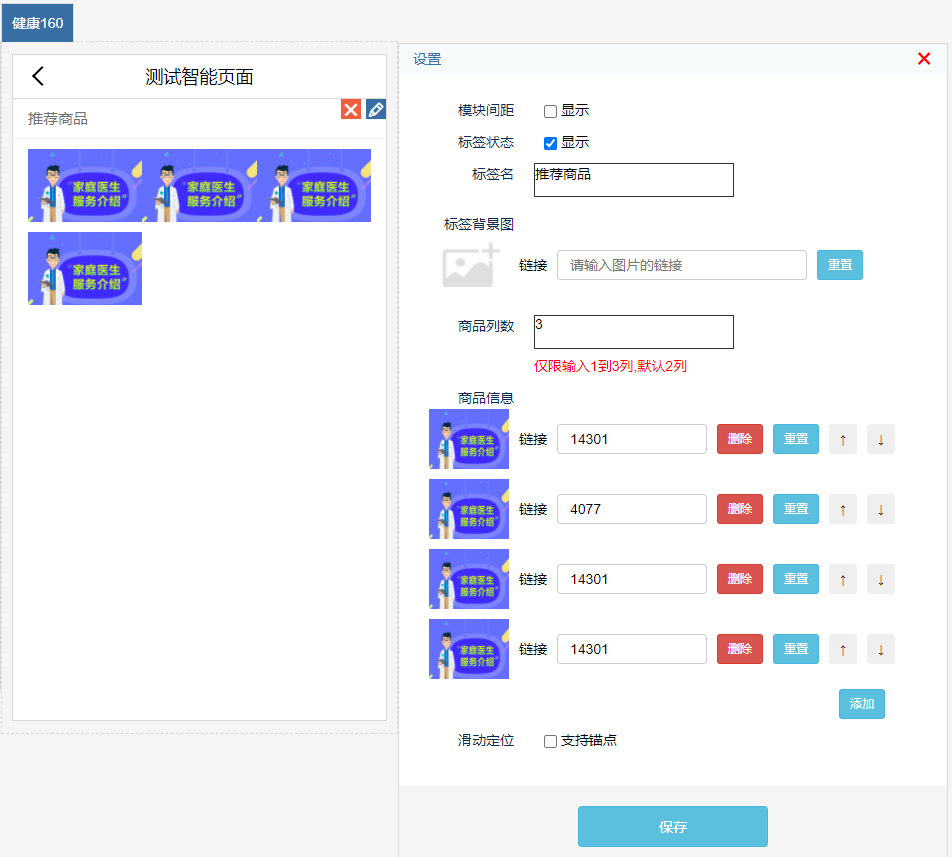 健康160
测试智能页面
推荐商品
"家庭医生
服务介绍"
"家庭医生
服务介绍"
"家庭医生
服务介绍"
"家庭医生
服务介绍"
设置
模块间距 显示
标签状态 显示
标签名 推荐商品
标签背景图
链接 请输入图片的链接 重置
商品列数 3
仅限输入1到3列,默认2列
商品信息
"家庭医生
服务介绍"
链接 14301 删除 重置 ↑ ↓
"家庭医生
服务介绍"
链接 4077 删除 重置 ↑ ↓
"家庭医生
服务介绍"
链接 14301 删除 重置 ↑ ↓
"家庭医生
服务介绍"
链接 14301 删除 重置 ↑ ↓
添加
滑动定位 支持锚点
保存